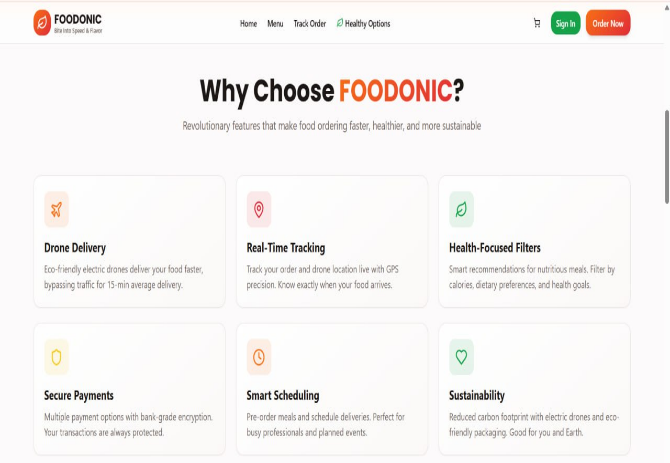 FOODONIC
Bite Into Speed & Flavor
Home Menu Track Order Healthy Options
Sign In Order Now
Why Choose FOODONIC?
Revolutionary features that make food ordering faster, healthier, and more sustainable
Drone Delivery
Eco-friendly electric drones deliver your food faster,
bypassing traffic for 15-min average delivery.
Real-Time Tracking
Track your order and drone location live with GPS
precision. Know exactly when your food arrives.
Health-Focused Filters
Smart recommendations for nutritious meals. Filter by
calories, dietary preferences, and health goals.
Secure Payments
Multiple payment options with bank-grade encryption.
Your transactions are always protected.
Smart Scheduling
Pre-order meals and schedule deliveries. Perfect for
busy professionals and planned events.
Sustainability
Reduced carbon footprint with electric drones and eco-
friendly packaging. Good for you and Earth.